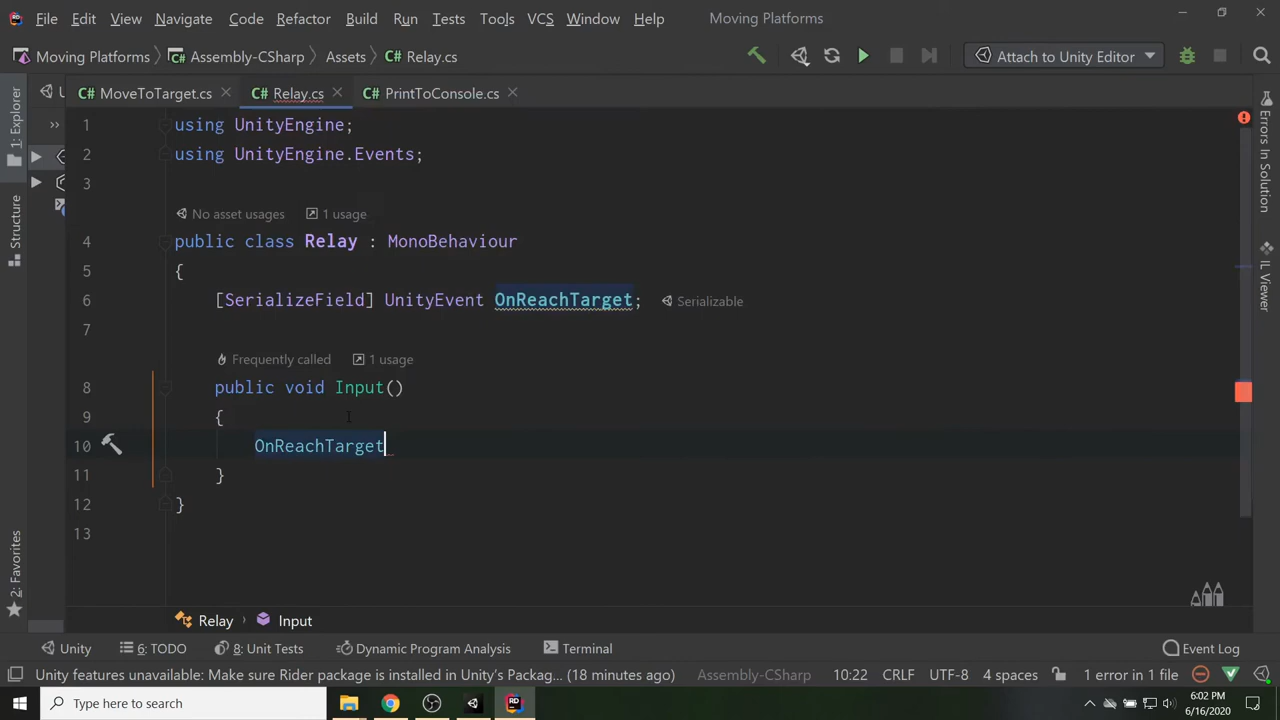 File Edit View Navigate Code Refactor Build Run Tests Tools VCS Window Help Moving Platforms
Moving Platforms Assembly-CSharp Assets Relay.cs Attach to Unity Editor
U MoveToTarget.cs Relay.cs PrintToConsole.cs
1: Explorer
Structure
2: Favorites
Errors In Solution
IL Viewer
1 using UnityEngine;
2 using UnityEngine.Events;
3
No asset usages 1 usage
4 public class Relay : MonoBehaviour
5 {
6 [SerializeField] UnityEvent OnReachTarget; Serializable
7
Frequently called 1 usage
8 public void Input()
9 {
10 OnReachTarget
11 }
12 }
13
Relay Input
Unity 6: TODO 8: Unit Tests Dynamic Program Analysis Terminal Event Log
Unity features unavailable: Make sure Rider package is installed in Unity's Packag... (18 minutes ago) Assembly-CSharp 10:22 CRLF UTF-8 4 spaces 1 error in 1 file
Type here to search
6:02 PM
6/16/2020